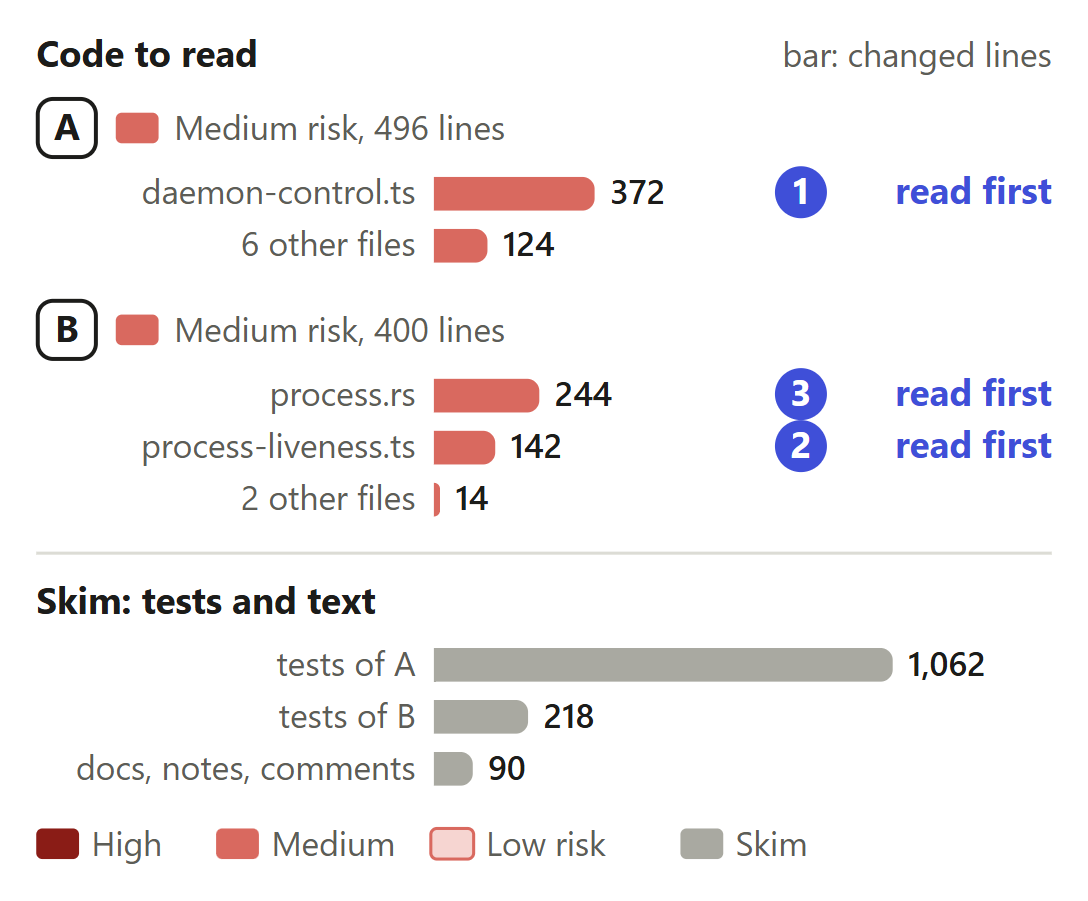 Code to read bar: changed lines
A Medium risk, 496 lines
daemon-control.ts 372 1 read first
6 other files 124
B Medium risk, 400 lines
process.rs 244 3 read first
process-liveness.ts 142 2 read first
2 other files 14
Skim: tests and text
tests of A 1,062
tests of B 218
docs, notes, comments 90
High Medium Low risk Skim